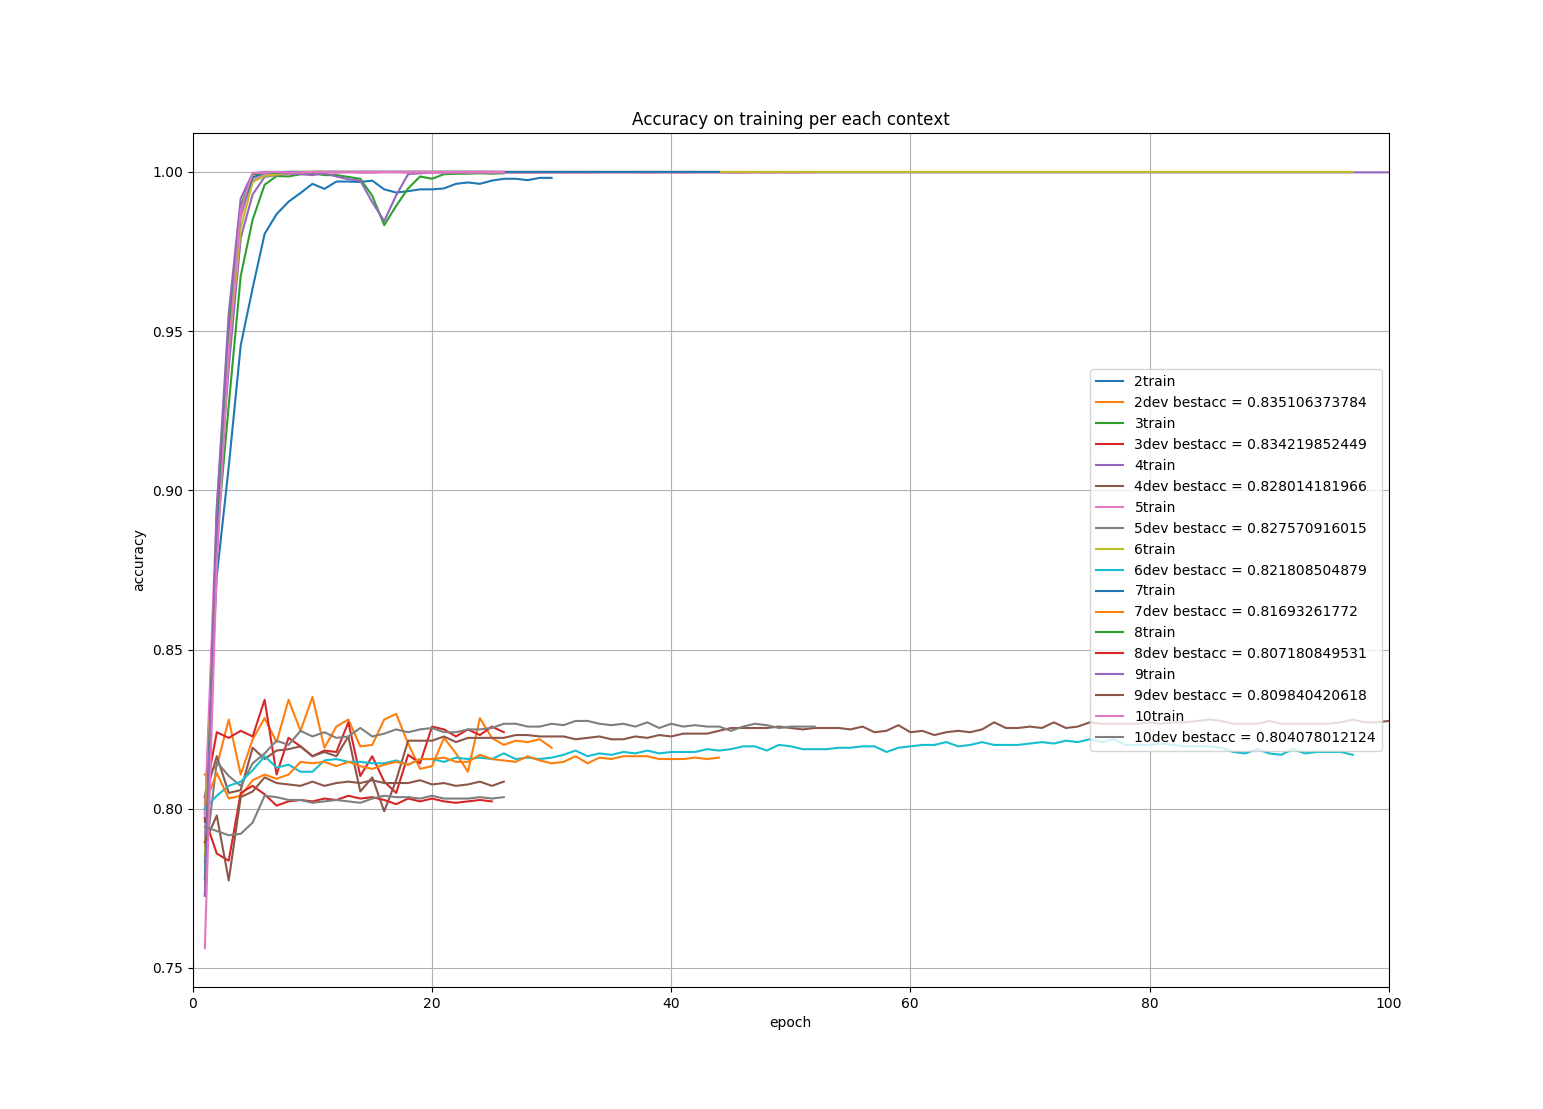 Accuracy on training per each context
1.00
0.95
0.90
0.85
0.80
0.75
accuracy
2train
2dev bestacc = 0.835106373784
3train
3dev bestacc = 0.834219852449
4train
4dev bestacc = 0.828014181966
5train
5dev bestacc = 0.827570916015
6train
6dev bestacc = 0.821808504879
7train
7dev bestacc = 0.81693261772
8train
8dev bestacc = 0.807180849531
9train
9dev bestacc = 0.809840420618
10train
10dev bestacc = 0.804078012124
0 20 40 60 80 100
epoch